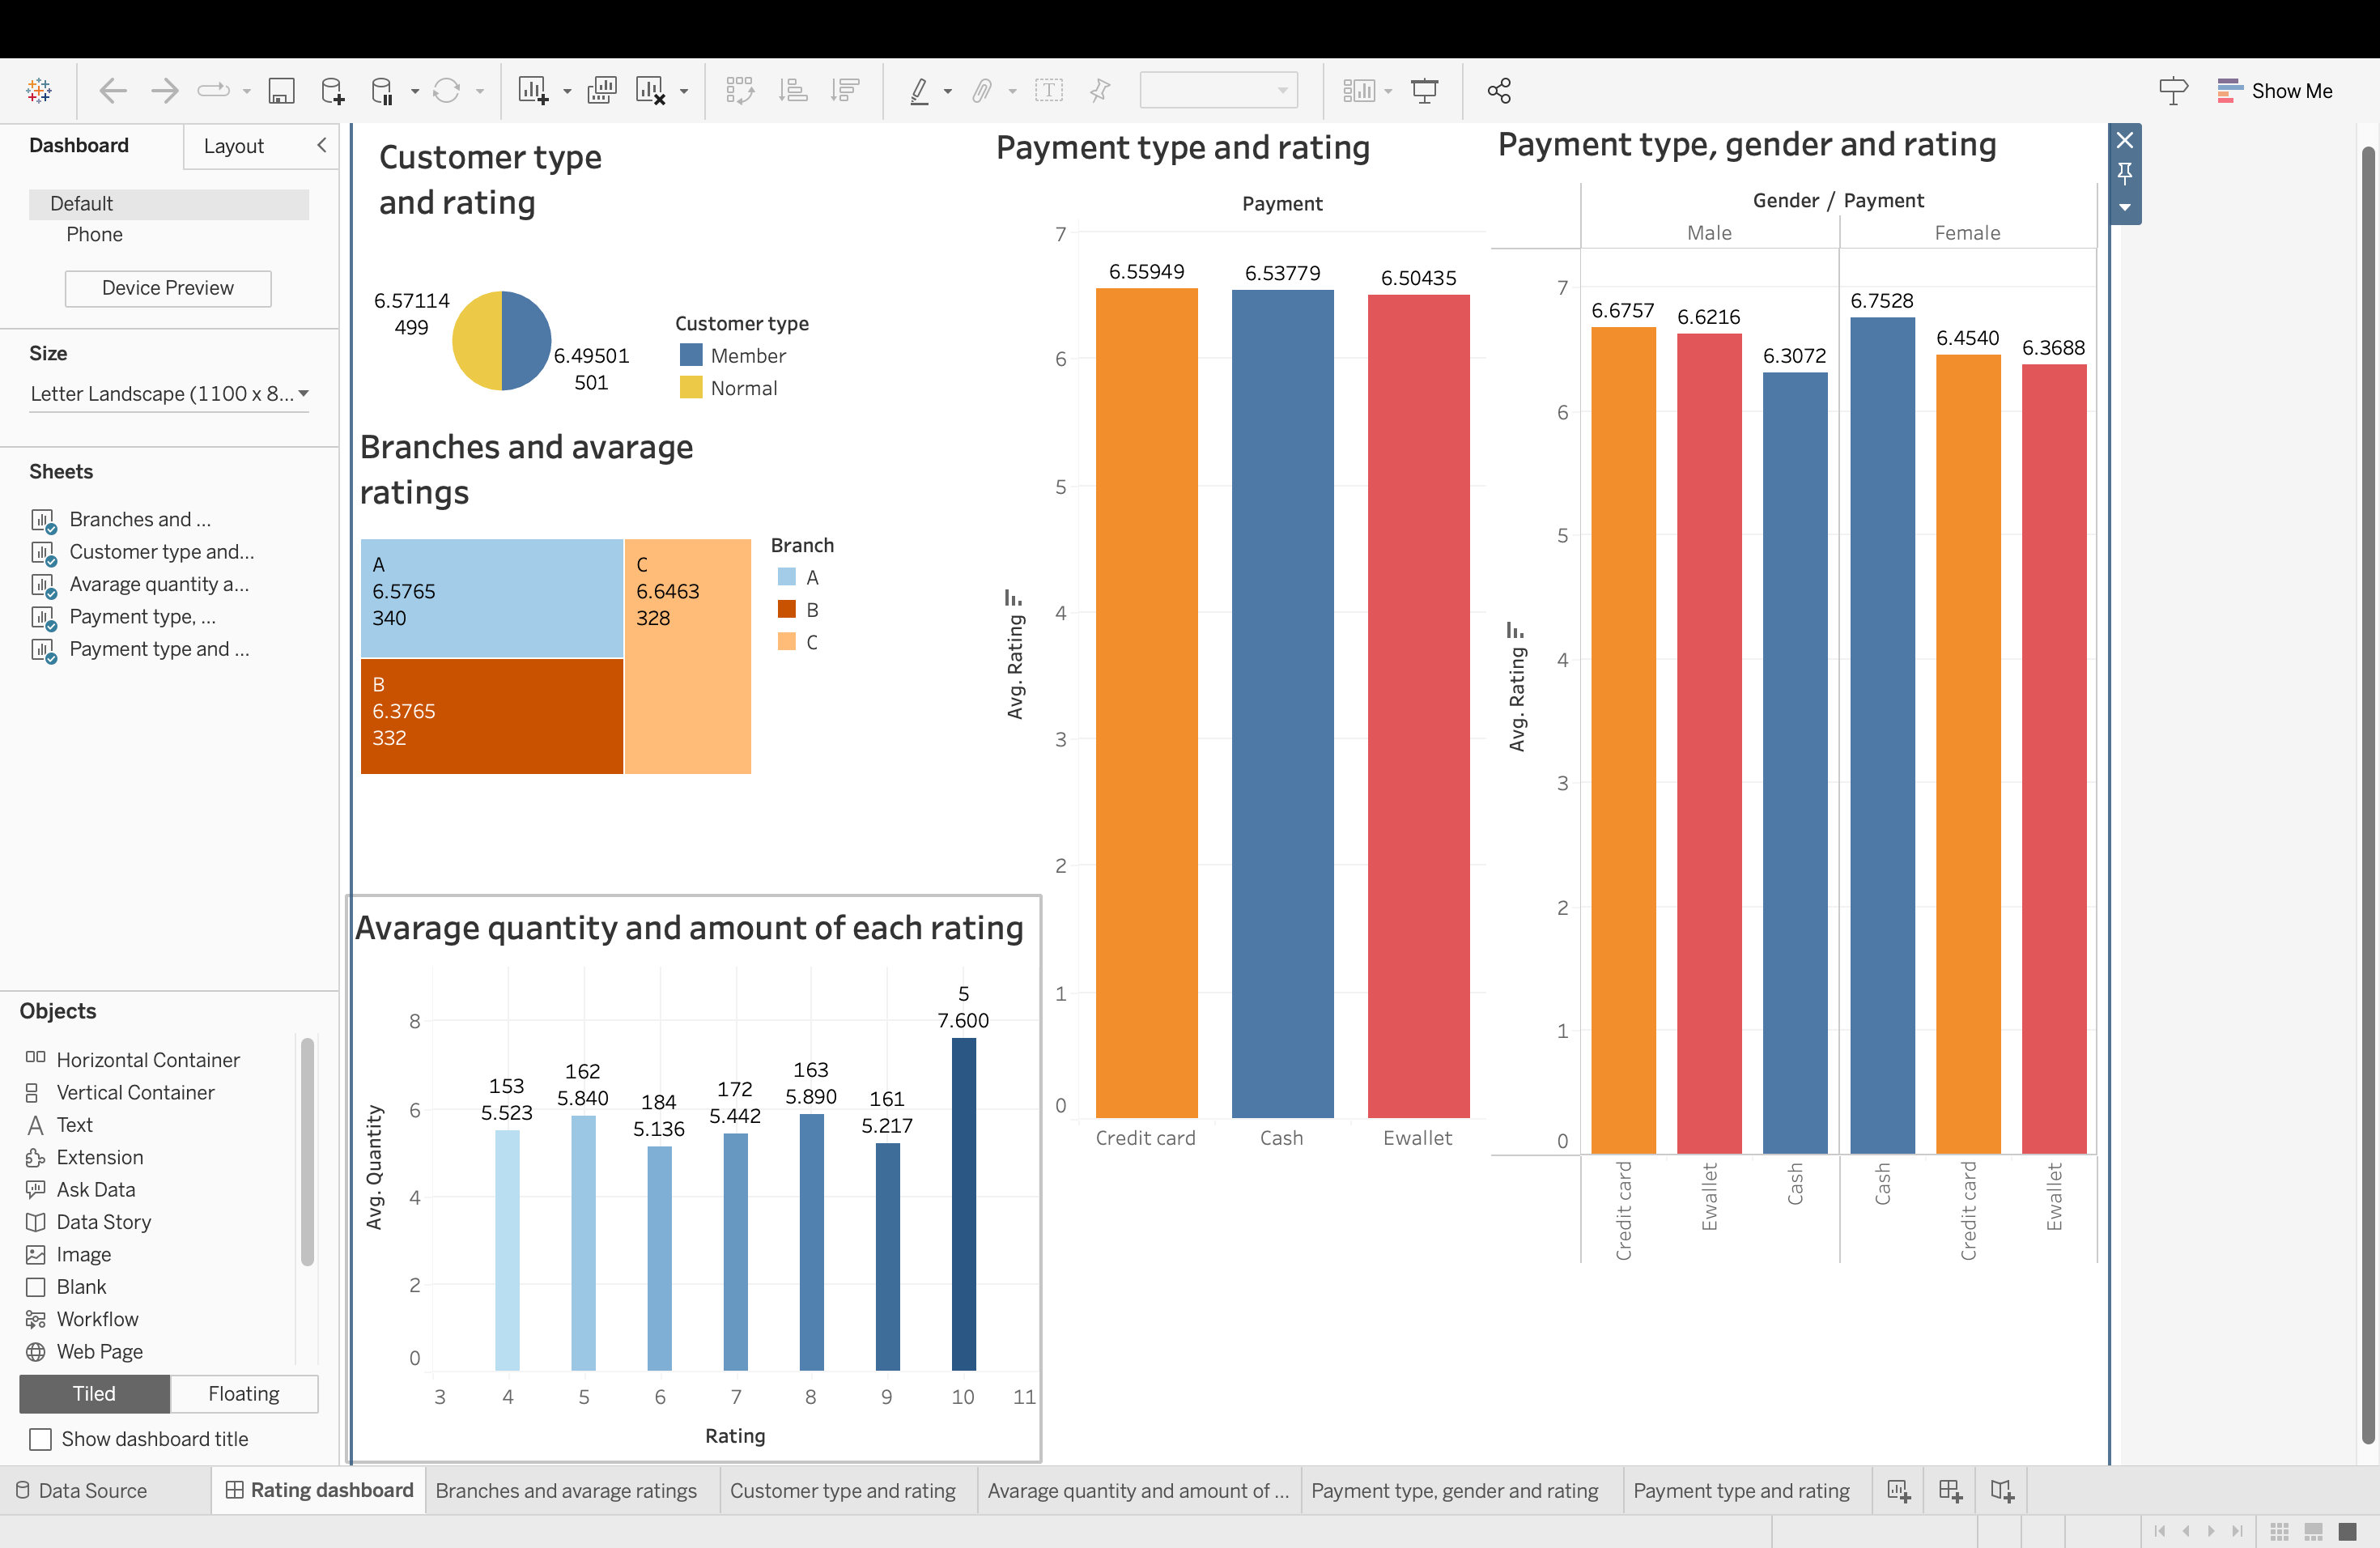 Show Me
Dashboard
Layout
Default
Phone
Device Preview
Size
Letter Landscape (1100 x 8...
Sheets
Branches and ...
Customer type and...
Avarage quantity a...
Payment type, ...
Payment type and ...
Objects
Horizontal Container
Vertical Container
Text
Extension
Ask Data
Data Story
Image
Blank
Workflow
Web Page
Tiled
Floating
Show dashboard title
Customer type
and rating
6.57114
499
6.49501
501
Customer type
Member
Normal
Branches and avarage
ratings
A
6.5765
340
B
6.3765
332
C
6.6463
328
Branch
A
B
C
Avarage quantity and amount of each rating
Avg. Quantity
8
6
4
2
0
153
5.523
162
5.840
184
5.136
172
5.442
163
5.890
161
5.217
5
7.600
3 4 5 6 7 8 9 10 11
Rating
Payment type and rating
Payment
Avg. Rating
7
6
5
4
3
2
1
0
6.55949 6.53779 6.50435
Credit card Cash Ewallet
Payment type, gender and rating
Gender / Payment
Male Female
Avg. Rating
7
6
5
4
3
2
1
0
6.6757 6.6216 6.3072 6.7528 6.4540 6.3688
Credit card Ewallet Cash Cash Credit card Ewallet
Data Source
Rating dashboard
Branches and avarage ratings
Customer type and rating
Avarage quantity and amount of ...
Payment type, gender and rating
Payment type and rating